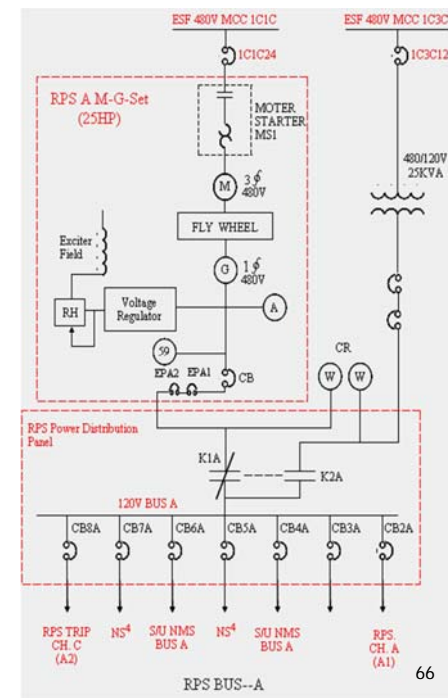 ESF 480V MCC 1C1C
ESF 480V MCC 1C3C
1C1C24
1C3C12
RPS A M-G-Set
(25HP)
MOTER
STARTER
MS1
480/120V
25KVA
M
3∮
480V
FLY WHEEL
Exciter
Field
G
1∮
480V
RH
Voltage
Regulator
A
59
EPA2
EPA1
CB
CR
W
W
RPS Power Distribution
Panel
K1A
K2A
120V BUS A
CB8A
CB7A
CB6A
CB5A
CB4A
CB3A
CB2A
RPS TRIP
CH. C
(A2)
NS⁴
S/U NMS
BUS A
NS⁴
S/U NMS
BUS A
RPS.
CH. A
(A1)
RPS BUS--A
66